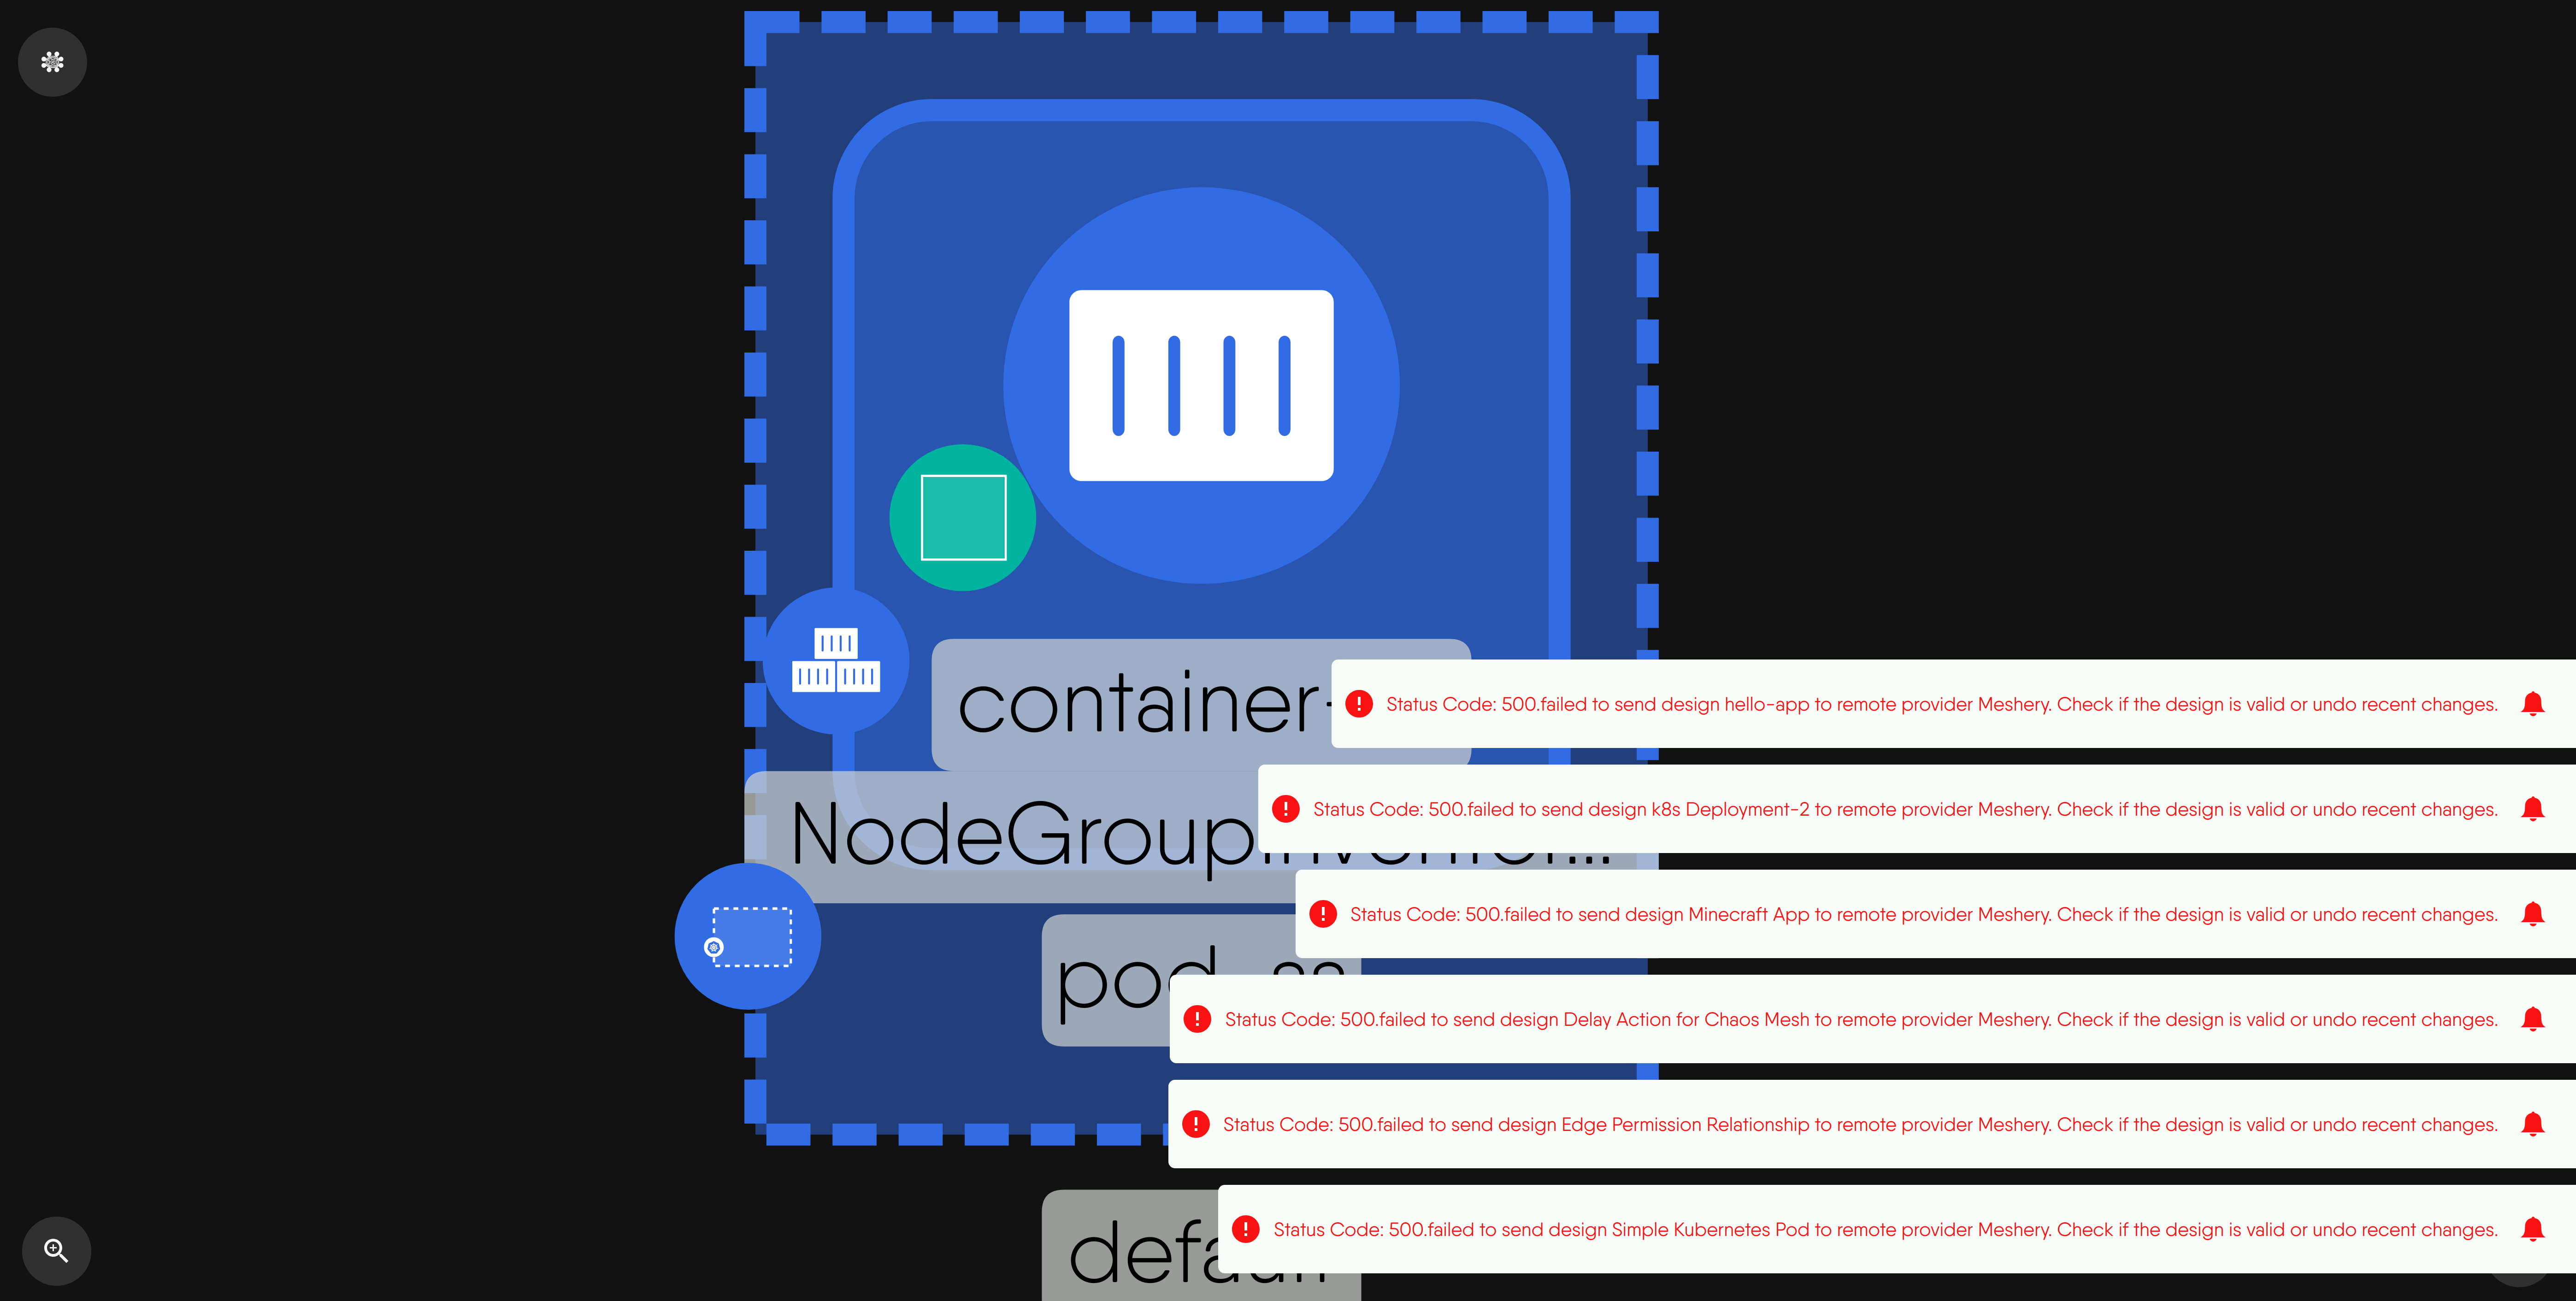 container-
Status Code: 500.failed to send design hello-app to remote provider Meshery. Check if the design is valid or undo recent changes.
NodeGroup
Status Code: 500.failed to send design k8s Deployment-2 to remote provider Meshery. Check if the design is valid or undo recent changes.
Status Code: 500.failed to send design Minecraft App to remote provider Meshery. Check if the design is valid or undo recent changes.
Status Code: 500.failed to send design Delay Action for Chaos Mesh to remote provider Meshery. Check if the design is valid or undo recent changes.
Status Code: 500.failed to send design Edge Permission Relationship to remote provider Meshery. Check if the design is valid or undo recent changes.
default
Status Code: 500.failed to send design Simple Kubernetes Pod to remote provider Meshery. Check if the design is valid or undo recent changes.